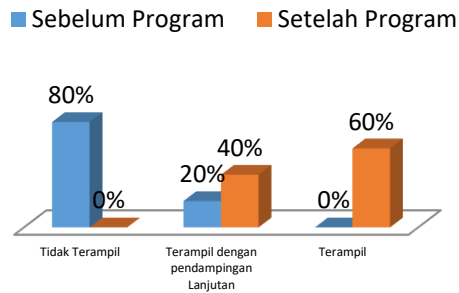 Sebelum Program Setelah Program
80%
0%
20%
40%
0%
60%
Tidak Terampil
Terampil dengan
pendampingan
Lanjutan
Terampil